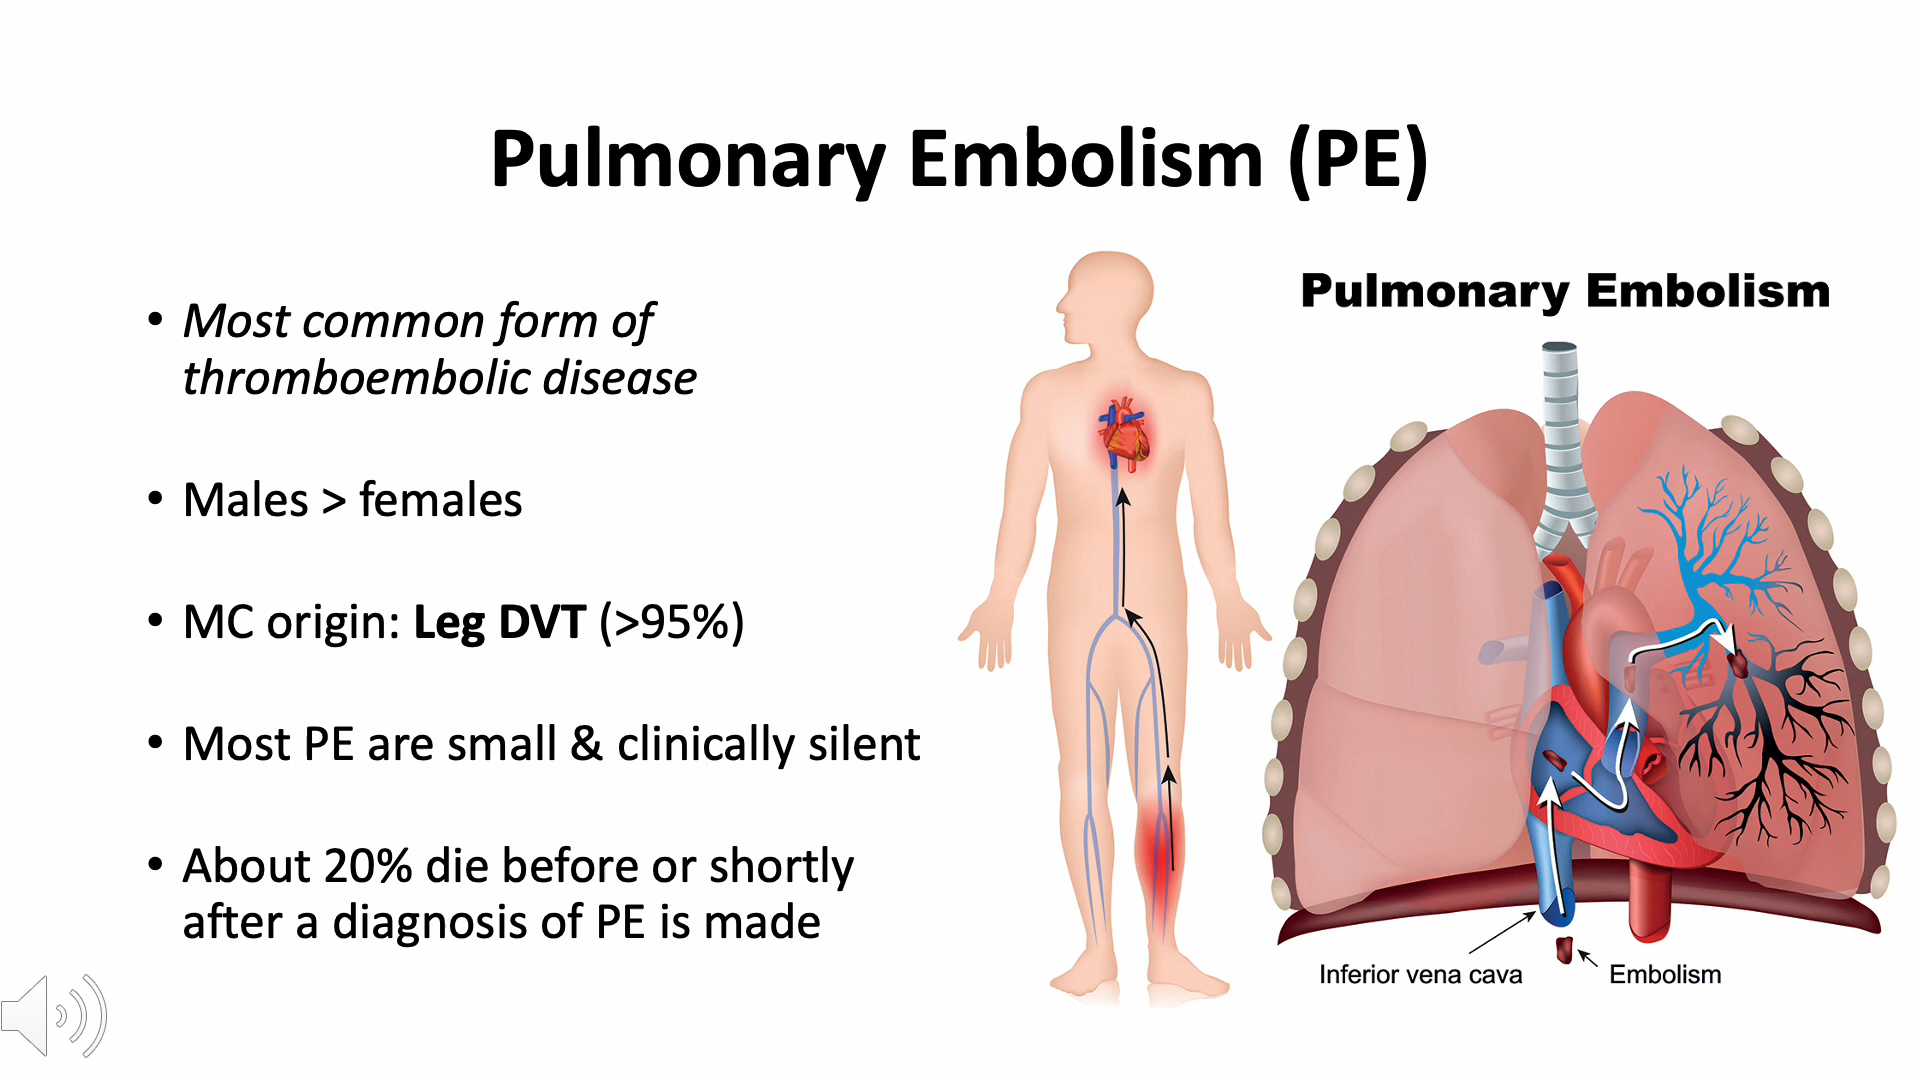 Pulmonary Embolism (PE)
• Most common form of
thromboembolic disease
• Males > females
• MC origin: Leg DVT (>95%)
• Most PE are small & clinically silent
• About 20% die before or shortly
after a diagnosis of PE is made
Pulmonary Embolism
Inferior vena cava
Embolism